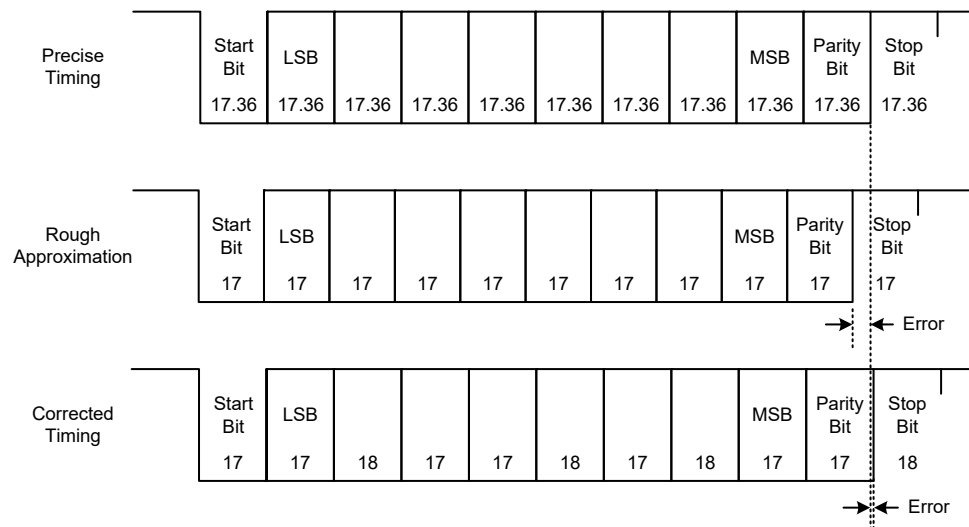 Precise
Timing
Start
Bit
LSB
MSB
Parity
Bit
Stop
Bit
17.36 17.36 17.36 17.36 17.36 17.36 17.36 17.36 17.36 17.36 17.36
Rough
Approximation
Start
Bit
LSB
MSB
Parity
Bit
Stop
Bit
17 17 17 17 17 17 17 17 17 17 17
Error
Corrected
Timing
Start
Bit
LSB
MSB
Parity
Bit
Stop
Bit
17 17 18 17 17 18 17 18 17 17 18
Error